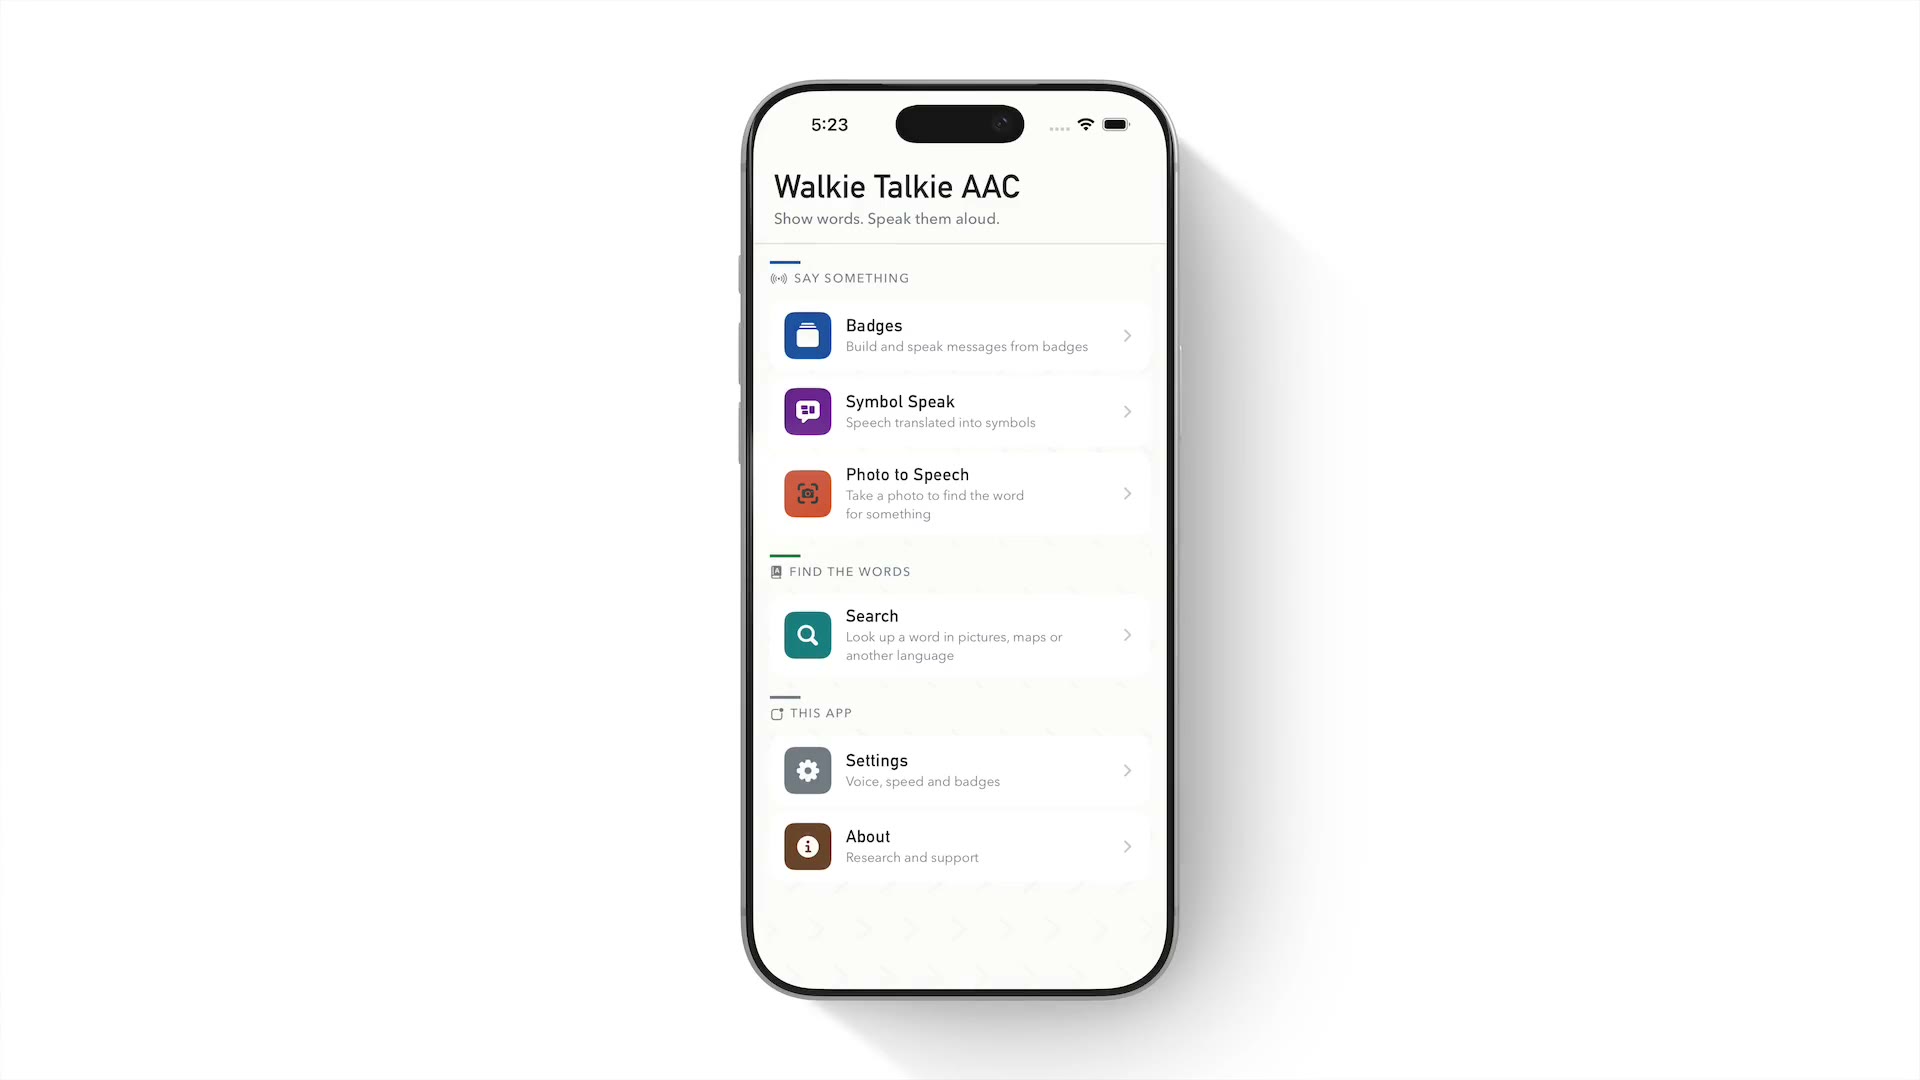 5:23
Walkie Talkie AAC
Show words. Speak them aloud.
SAY SOMETHING
Badges
Build and speak messages from badges
Symbol Speak
Speech translated into symbols
Photo to Speech
Take a photo to find the word
for something
FIND THE WORDS
Search
Look up a word in pictures, maps or
another language
THIS APP
Settings
Voice, speed and badges
About
Research and support